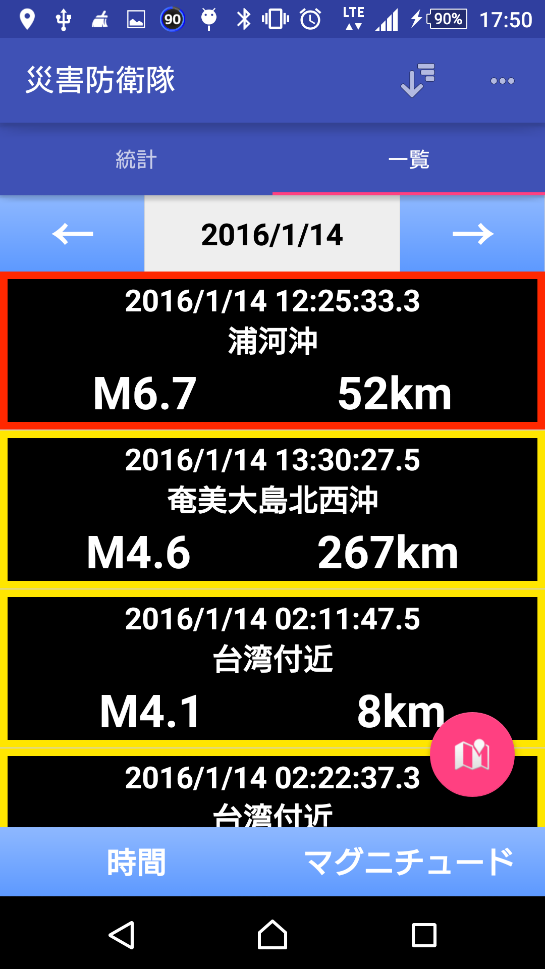 90 LTE 90% 17:50
災害防衛隊
統計 一覧
← 2016/1/14 →
2016/1/14 12:25:33.3
浦河沖
M6.7 52km
2016/1/14 13:30:27.5
奄美大島北西沖
M4.6 267km
2016/1/14 02:11:47.5
台湾付近
M4.1 8km
2016/1/14 02:22:37.3
台湾付近
時間 マグニチュード